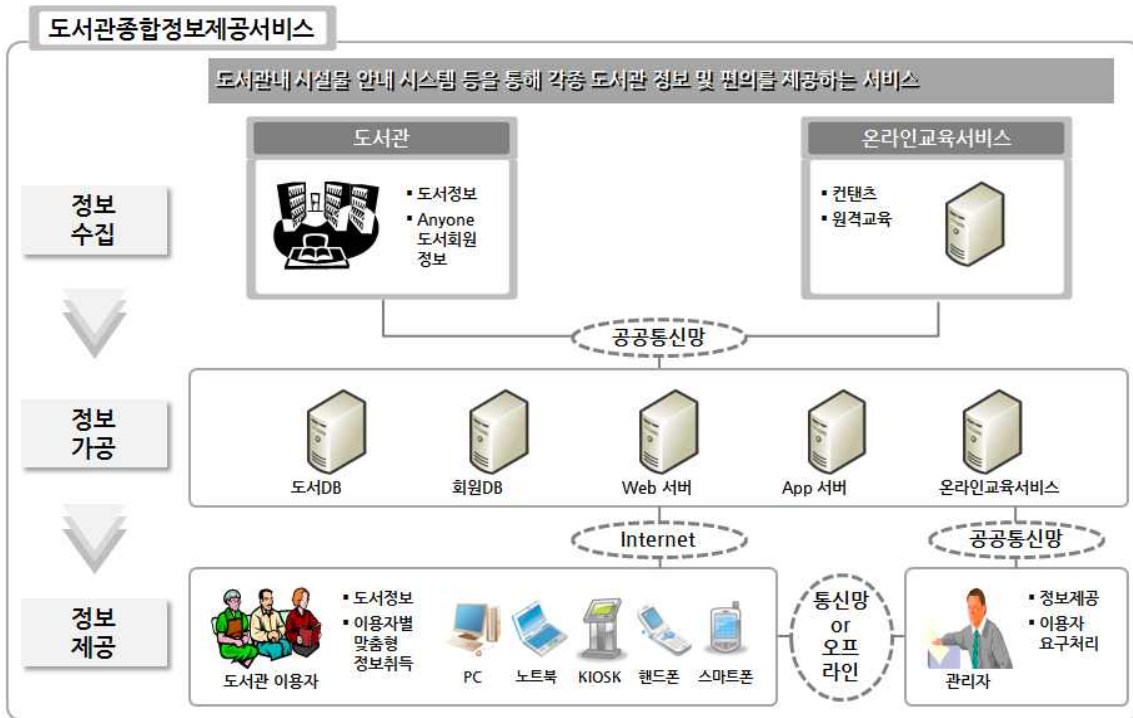 도서관종합정보제공서비스
도서관내 시설물 안내 시스템 등을 통해 각종 도서관 정보 및 편의를 제공하는 서비스
도서관
온라인교육서비스
정보
수집
▪ 도서정보
▪ Anyone
도서회원
정보
▪ 컨탠츠
▪ 원격교육
공공통신망
정보
가공
도서DB
회원DB
Web 서버
App 서버
온라인교육서비스
Internet
공공통신망
정보
제공
도서관 이용자
▪ 도서정보
▪ 이용자별
맞춤형
정보취득
PC
노트북
KIOSK
핸드폰
스마트폰
통신망
or
오프
라인
관리자
▪ 정보제공
▪ 이용자
요구처리